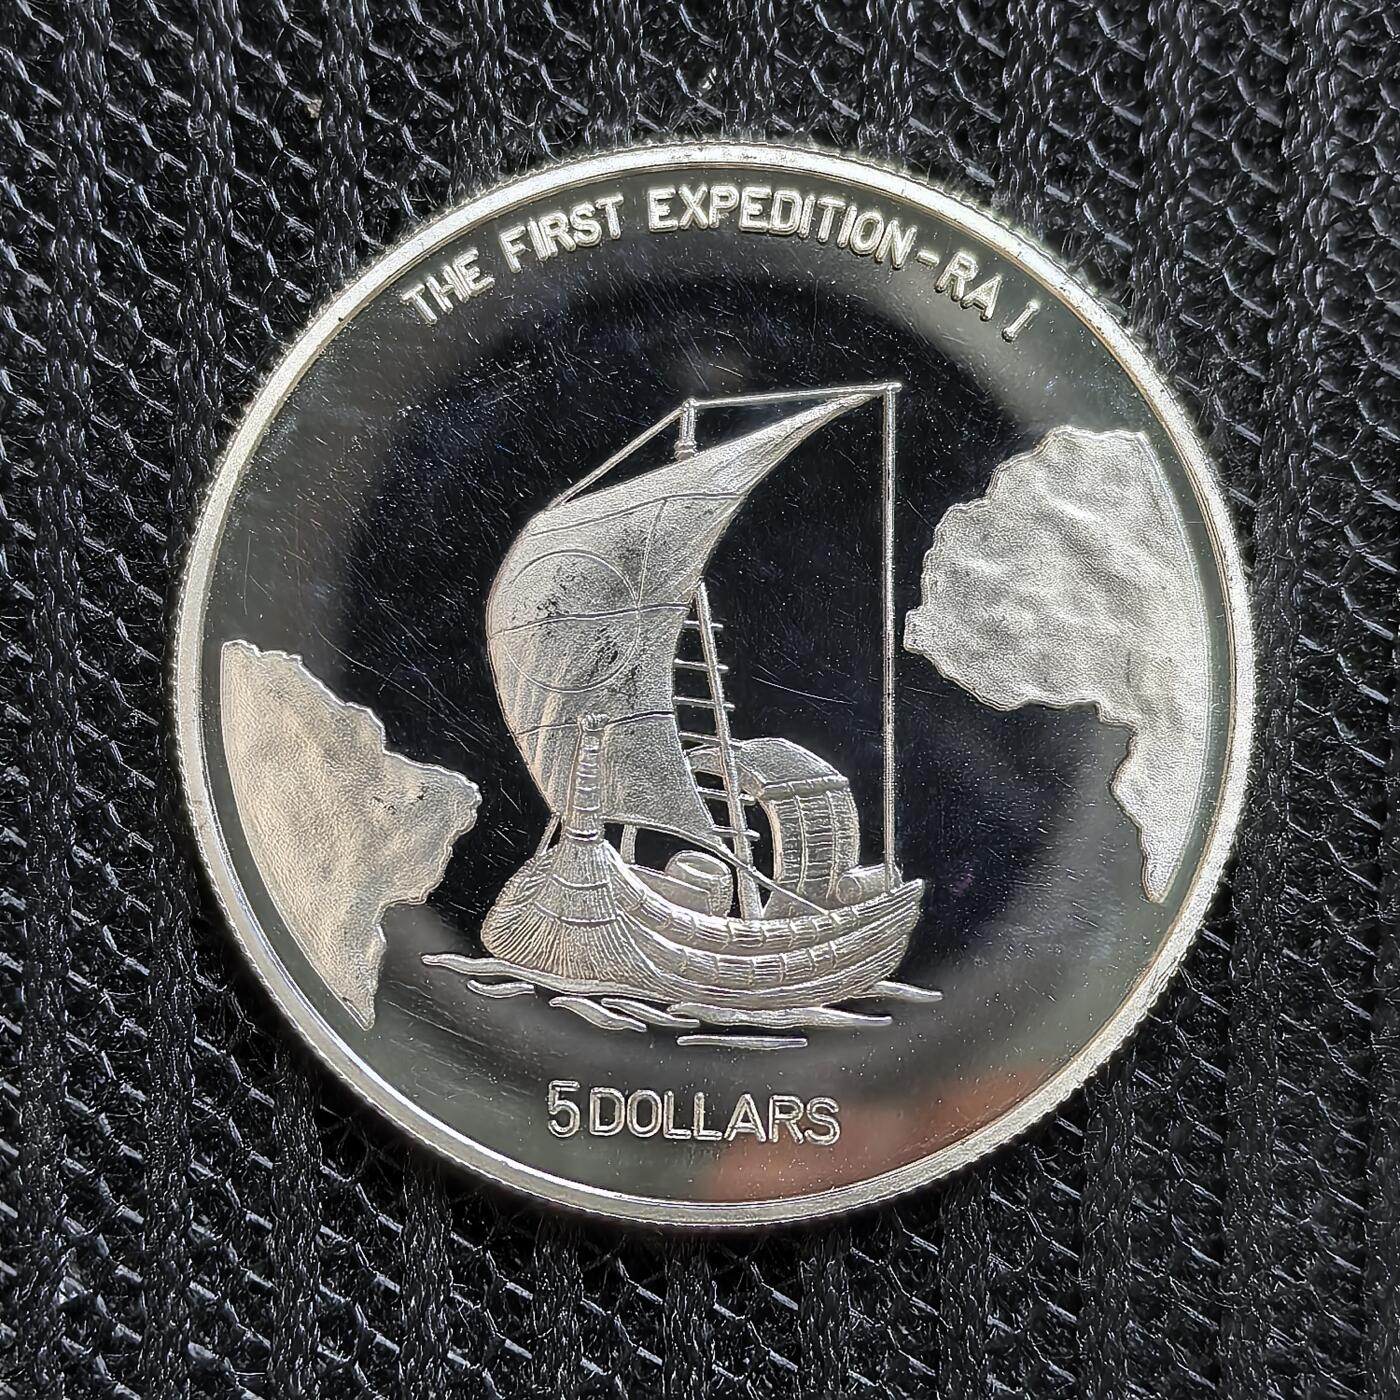 THE FIRST EXPEDITION-RA I
5 DOLLARS